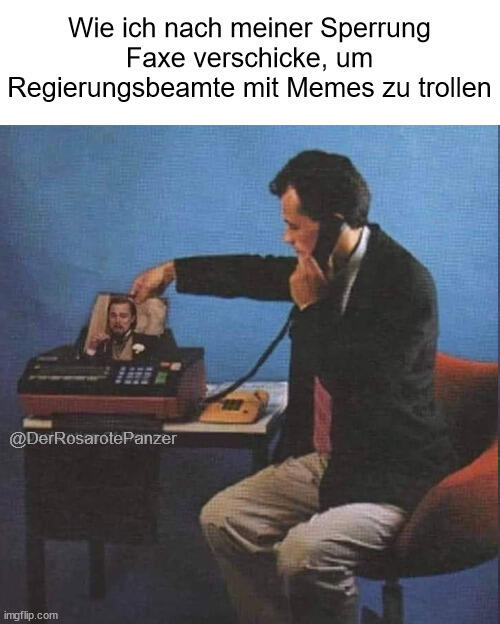 Wie ich nach meiner Sperrung
Faxe verschicke, um
Regierungsbeamte mit Memes zu trollen
@DerRosarotePanzer
imgflip.com